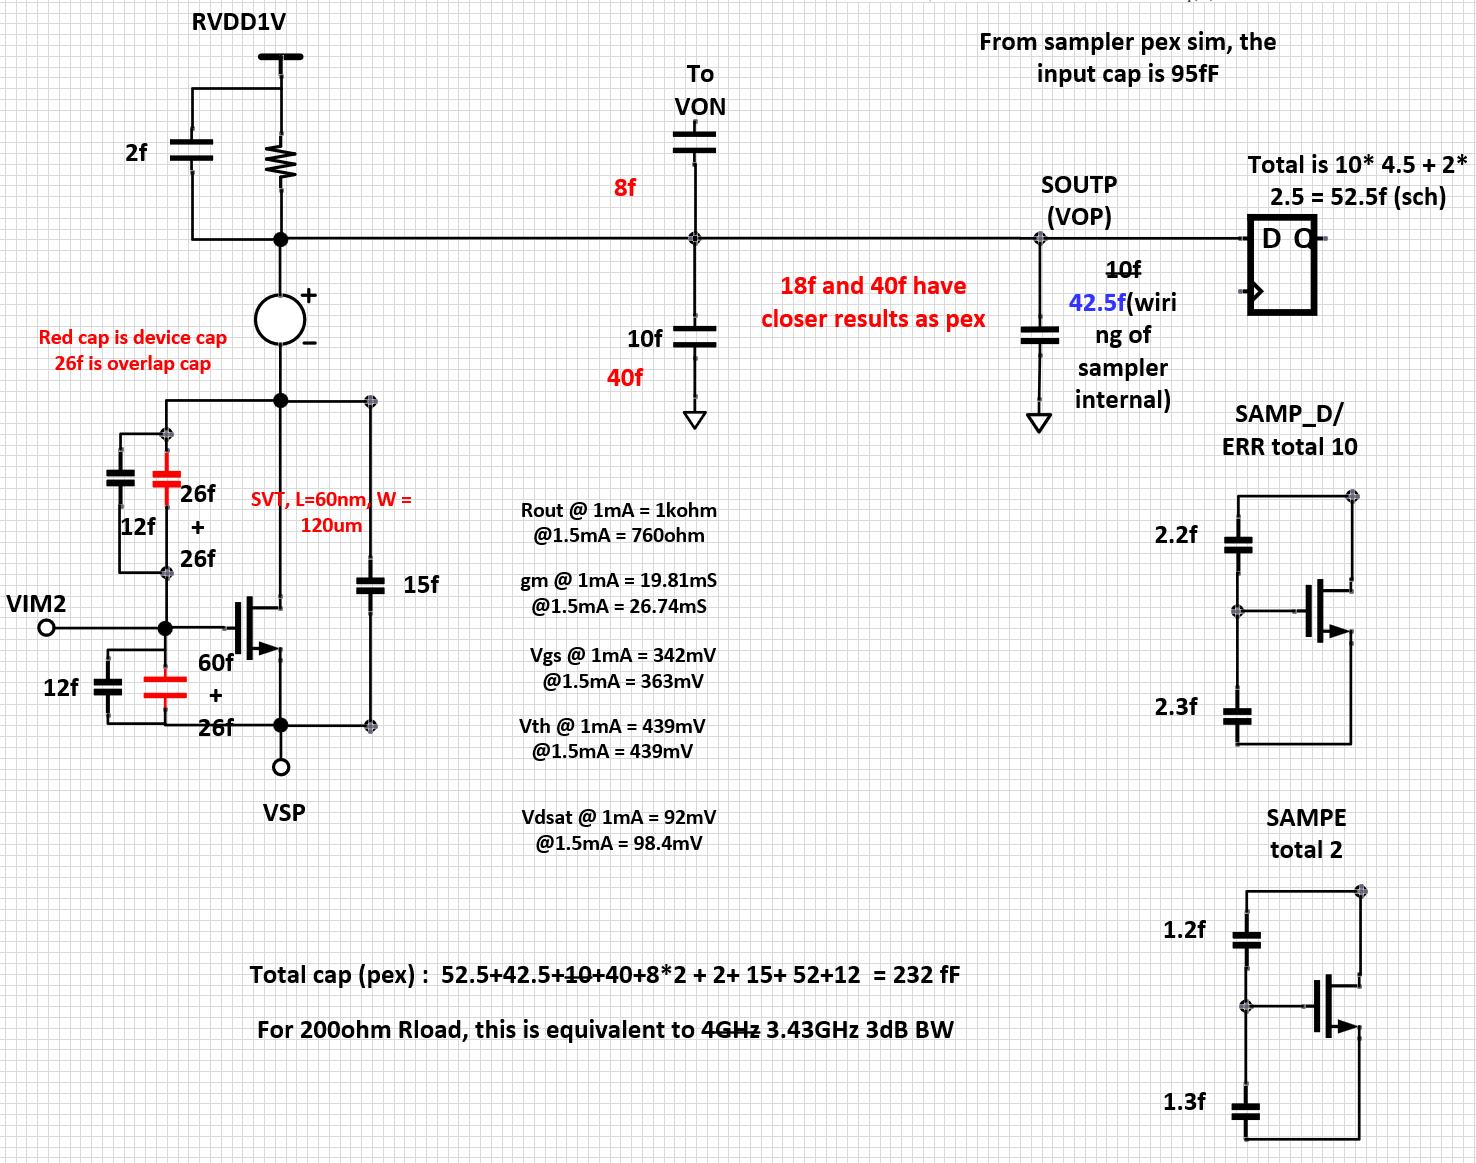 RVDD1V
From sampler pex sim, the
input cap is 95fF
To
VON
2f
8f
SOUTP
(VOP)
Total is 10* 4.5 + 2*
2.5 = 52.5f (sch)
D Q
10f
42.5f(wiri
ng of
sampler
internal)
18f and 40f have
closer results as pex
10f
40f
Red cap is device cap
26f is overlap cap
SAMP_D/
ERR total 10
26f
+
26f
12f
SVT, L=60nm, W =
120um
15f
Rout @ 1mA = 1kohm
@1.5mA = 760ohm
gm @ 1mA = 19.81mS
@1.5mA = 26.74mS
Vgs @ 1mA = 342mV
@1.5mA = 363mV
Vth @ 1mA = 439mV
@1.5mA = 439mV
Vdsat @ 1mA = 92mV
@1.5mA = 98.4mV
2.2f
2.3f
VIM2
12f
60f
+
26f
VSP
SAMPE
total 2
1.2f
1.3f
Total cap (pex) : 52.5+42.5+10+40+8*2 + 2+ 15+ 52+12 = 232 fF
For 200ohm Rload, this is equivalent to 4GHz 3.43GHz 3dB BW